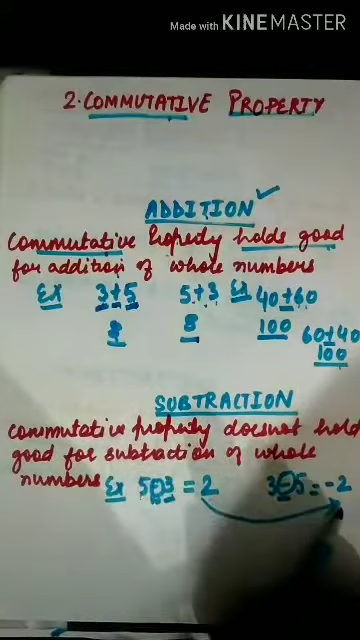 Made with KINEMASTER
2. COMMUTATIVE PROPERTY
ADDITION ✓
Commutative Property holds good
for addition of whole numbers
Ex 3+5 5+3 Ex 40+60
8 8 100 60+40
100
SUBTRACTION
Commutative property doesnot hold
good for subtraction of whole
numbers Ex 5-3 = 2 3-5 = -2